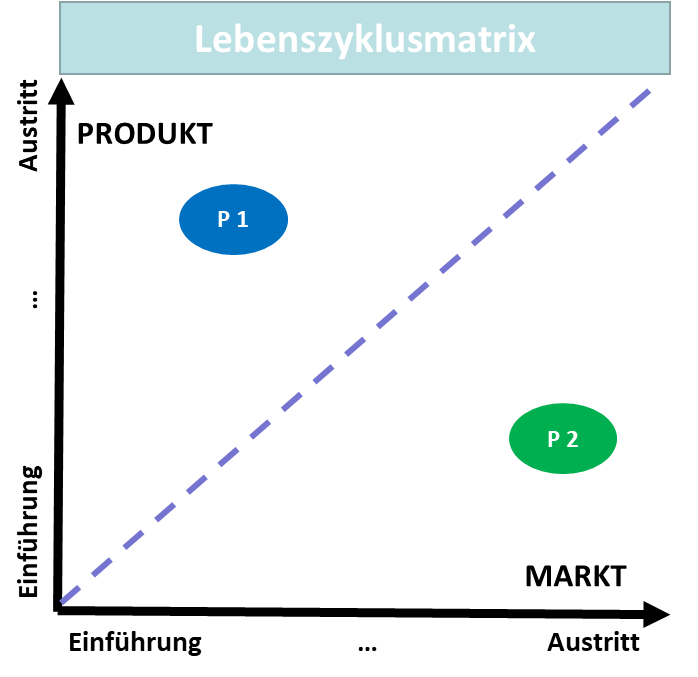 Lebenszyklusmatrix
Austritt
PRODUKT
P 1
...
P 2
Einführung
MARKT
Einführung
...
Austritt